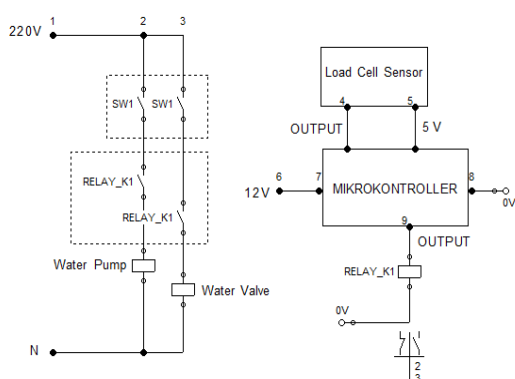 220V
1
2
3
SW1
SW1
RELAY_K1
RELAY_K1
Water Pump
Water Valve
N
Load Cell Sensor
4
5
OUTPUT
5 V
6
7
8
12V
MIKROKONTROLLER
0V
9
OUTPUT
RELAY_K1
0V
2
3